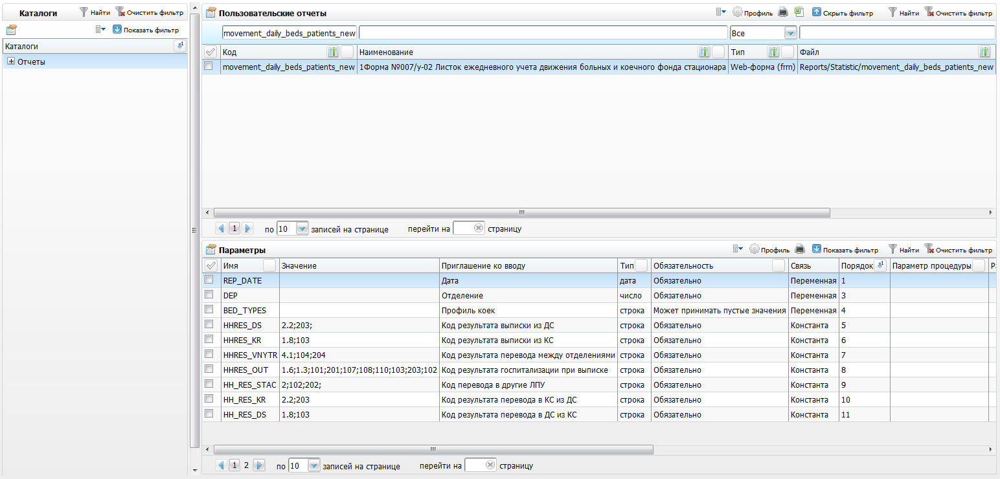 Каталоги Найти Очистить фильтр
Показать фильтр
Каталоги
Отчеты
Пользовательские отчеты Профиль Скрыть фильтр Найти Очистить фильтр
movement_daily_beds_patients_new Все
Код Наименование Тип Файл
movement_daily_beds_patients_new 1Форма №007/у-02 Листок ежедневного учета движения больных и коечного фонда стационара Web-форма (frm) Reports/Statistic/movement_daily_beds_patients_new
1 по 10 записей на странице перейти на страницу
Параметры Профиль Показать фильтр Найти Очистить фильтр
Имя Значение Приглашение ко вводу Тип Обязательность Связь Порядок Параметр процедуры
REP_DATE Дата дата Обязательно Переменная 1
DEP Отделение число Обязательно Переменная 3
BED_TYPES Профиль коек строка Может принимать пустые значения Переменная 4
HHRES_DS 2.2;203; Код результата выписки из ДС строка Обязательно Константа 5
HHRES_KR 1.8;103 Код результата выписки из КС строка Обязательно Константа 6
HHRES_VNYTR 4.1;104;204 Код результата перевода между отделениями строка Обязательно Константа 7
HHRES_OUT 1.6;1.3;101;201;107;108;110;103;203;102 Код результата госпитализации при выписке строка Обязательно Константа 8
HH_RES_STAC 2;102;202; Код перевода в другие ЛПУ строка Обязательно Константа 9
HH_RES_KR 2.2;203 Код результата перевода в КС из ДС строка Обязательно Константа 10
HH_RES_DS 1.8;103 Код результата перевода в ДС из КС строка Обязательно Константа 11
1 2 по 10 записей на странице перейти на страницу